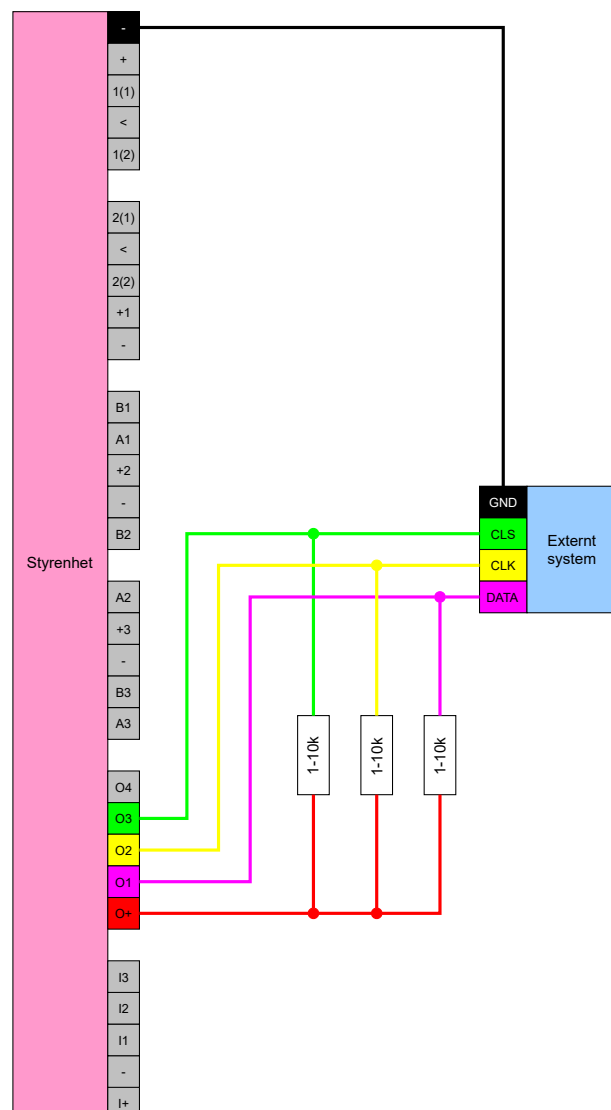 -
+
1(1)
<
1(2)
2(1)
<
2(2)
+1
-
B1
A1
+2
-
B2
Styrenhet
A2
+3
-
B3
A3
O4
O3
O2
O1
O+
I3
I2
I1
-
I+
GND
CLS
CLK
DATA
Externt
system
1-10k
1-10k
1-10k